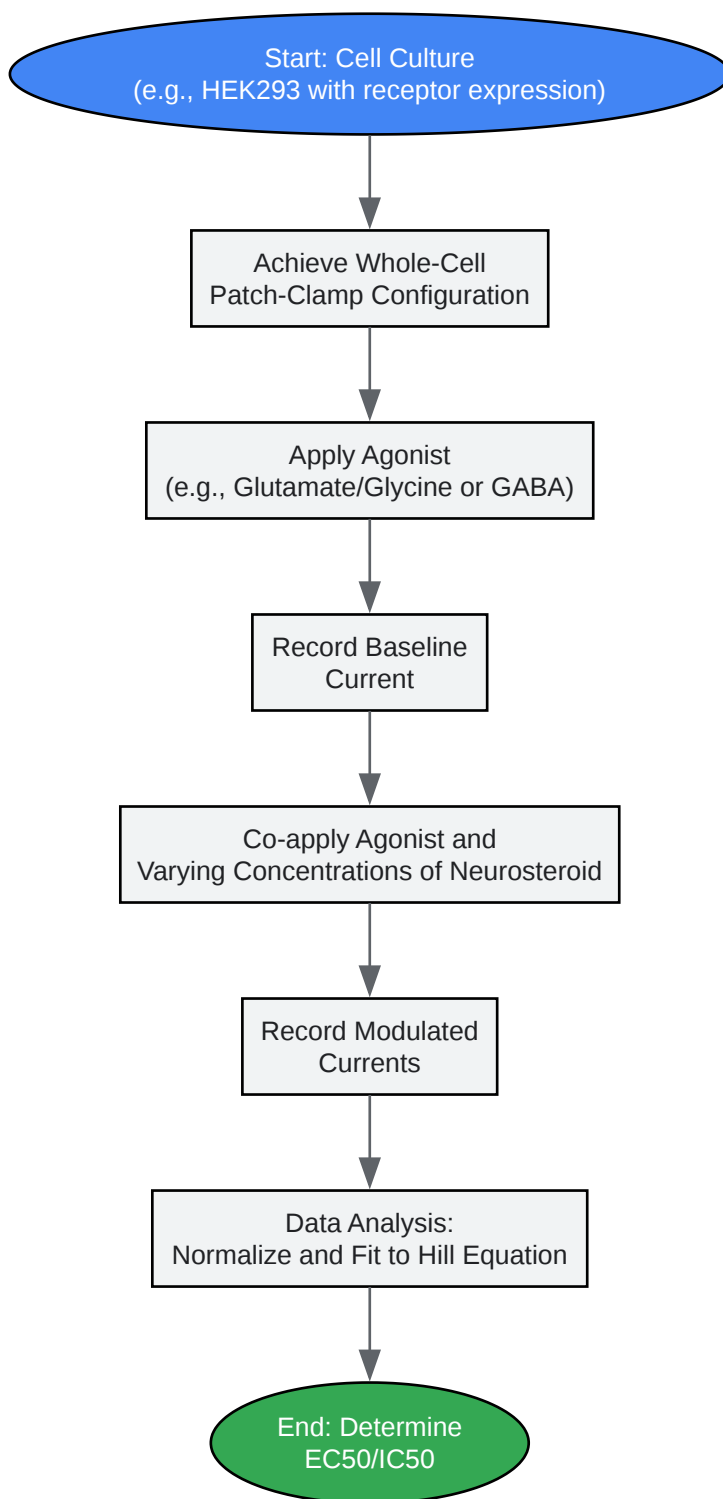 Start: Cell Culture
(e.g., HEK293 with receptor expression)
Achieve Whole-Cell
Patch-Clamp Configuration
Apply Agonist
(e.g., Glutamate/Glycine or GABA)
Record Baseline
Current
Co-apply Agonist and
Varying Concentrations of Neurosteroid
Record Modulated
Currents
Data Analysis:
Normalize and Fit to Hill Equation
End: Determine
EC50/IC50